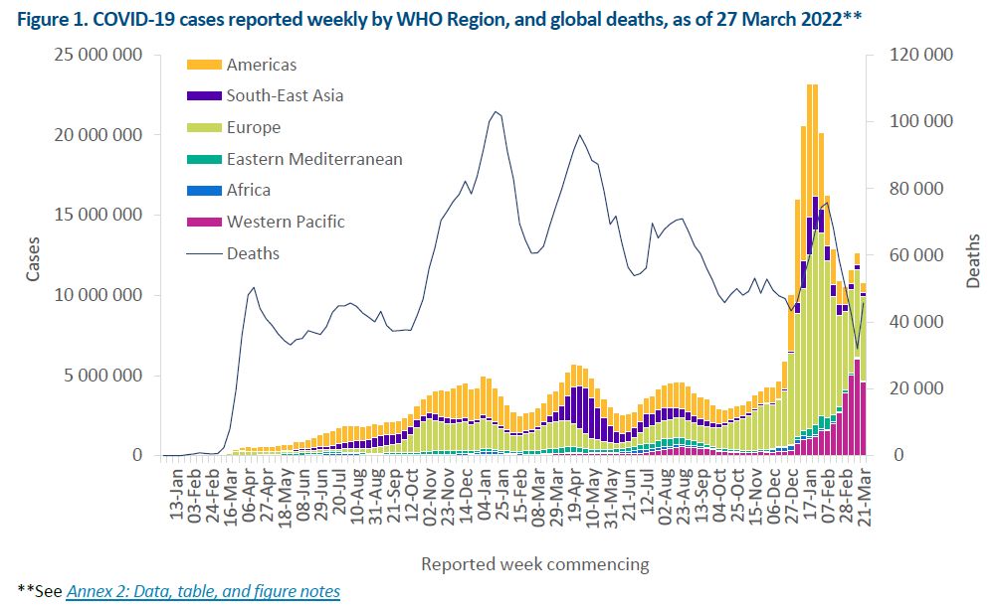 Figure 1. COVID-19 cases reported weekly by WHO Region, and global deaths, as of 27 March 2022**
25 000 000
20 000 000
15 000 000
10 000 000
5 000 000
0
Cases
Americas
South-East Asia
Europe
Eastern Mediterranean
Africa
Western Pacific
Deaths
120 000
100 000
80 000
60 000
40 000
20 000
0
Deaths
13-Jan
03-Feb
24-Feb
16-Mar
06-Apr
27-Apr
18-May
08-Jun
29-Jun
20-Jul
10-Aug
31-Aug
21-Sep
12-Oct
02-Nov
23-Nov
14-Dec
04-Jan
25-Jan
15-Feb
08-Mar
29-Mar
19-Apr
10-May
31-May
21-Jun
12-Jul
02-Aug
23-Aug
13-Sep
04-Oct
25-Oct
15-Nov
06-Dec
27-Dec
17-Jan
07-Feb
28-Feb
21-Mar
Reported week commencing
**See Annex 2: Data, table, and figure notes